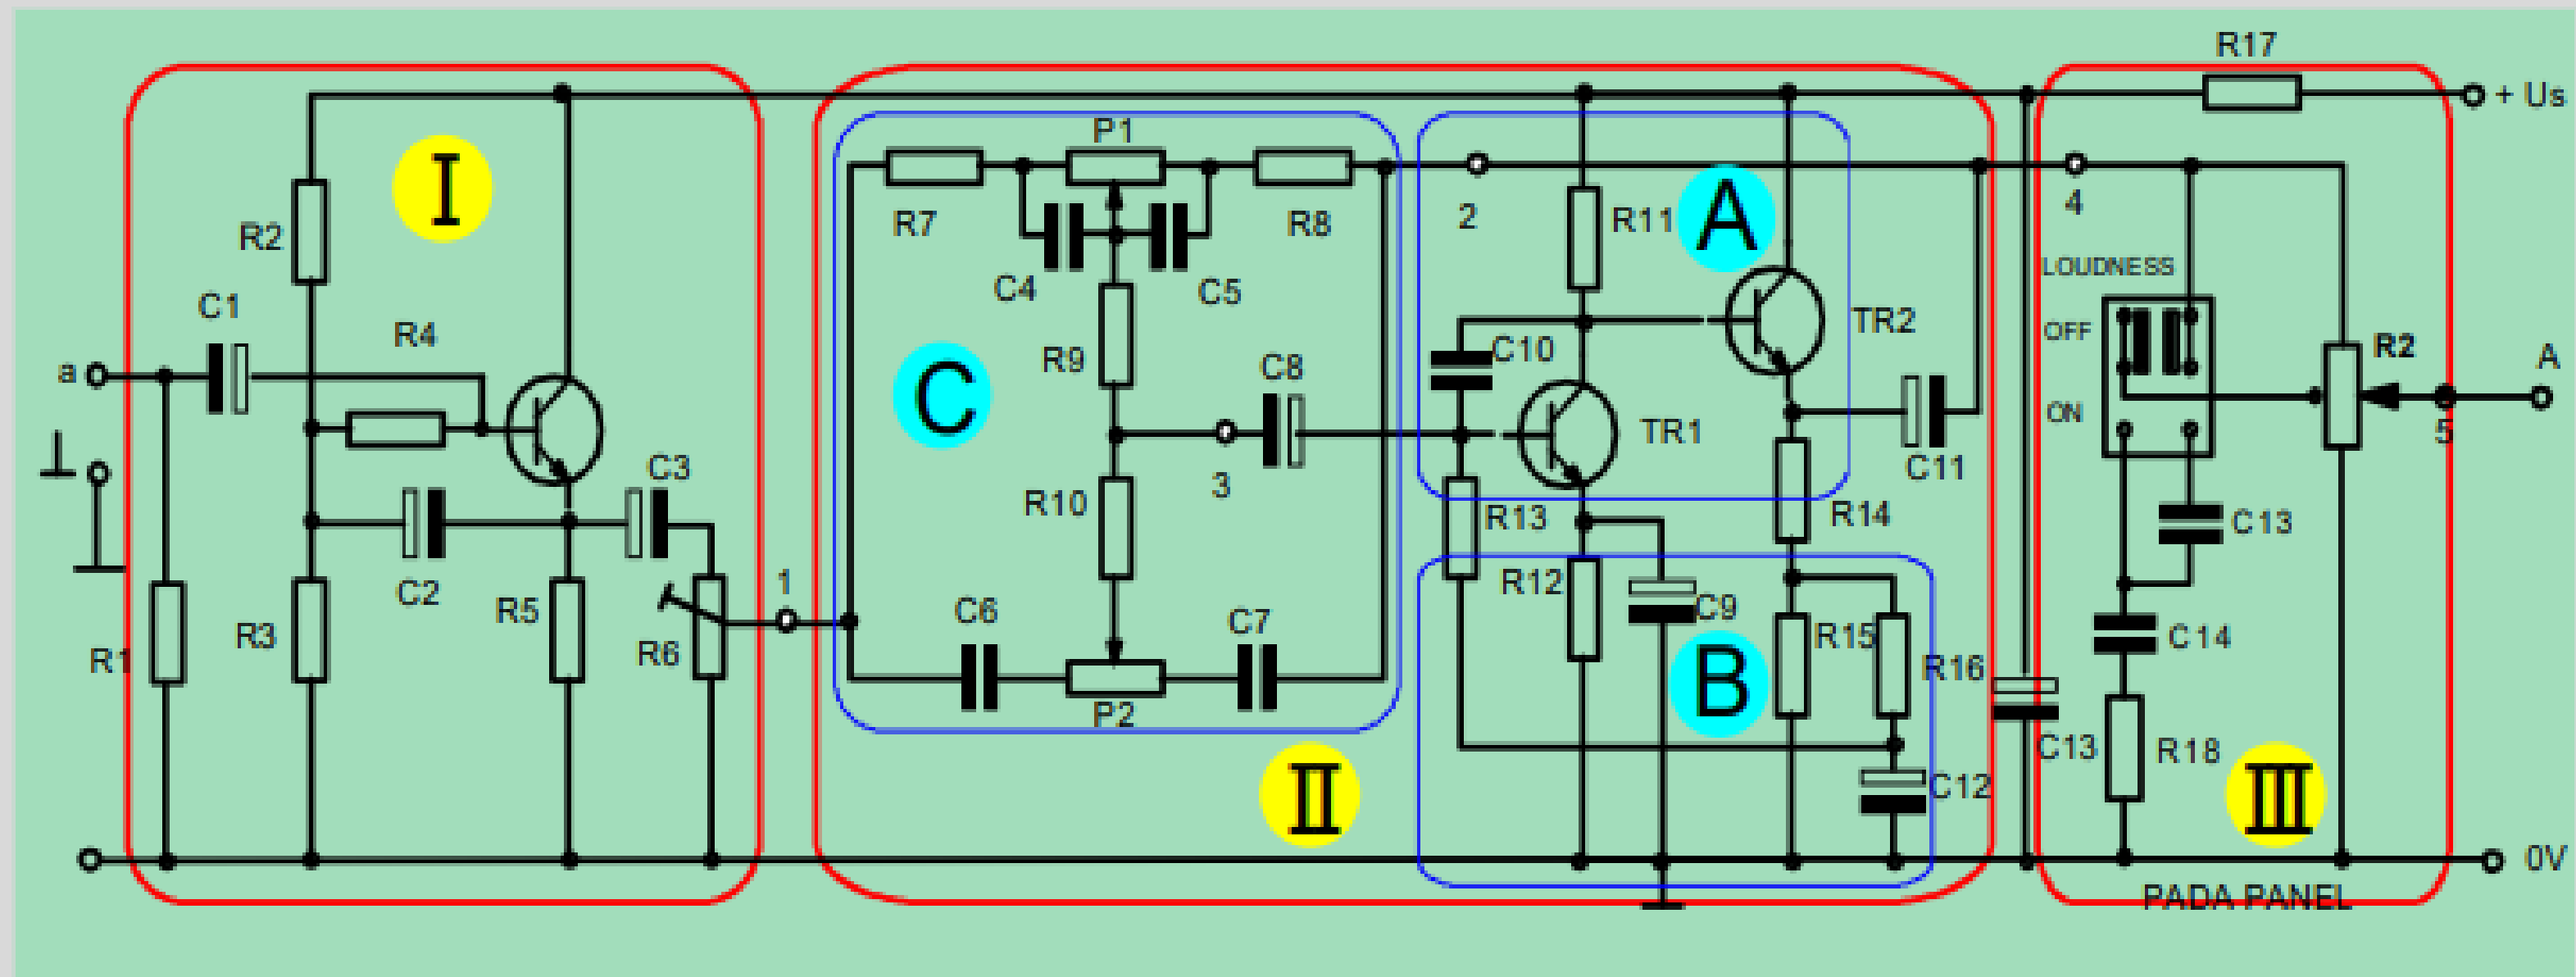 R17
+ Us
I
P1
R2
R7
R8
2
R11
A
4
C1
C4
C5
LOUDNESS
a
R4
R9
C8
C10
TR2
OFF
R2
A
C
ON
TR1
5
C3
3
C11
R10
R13
R14
C13
C2
R5
1
C6
C7
R12
C9
R15
C14
R1
R3
R6
R16
B
P2
C13
R18
II
C12
III
0V
PADA PANEL